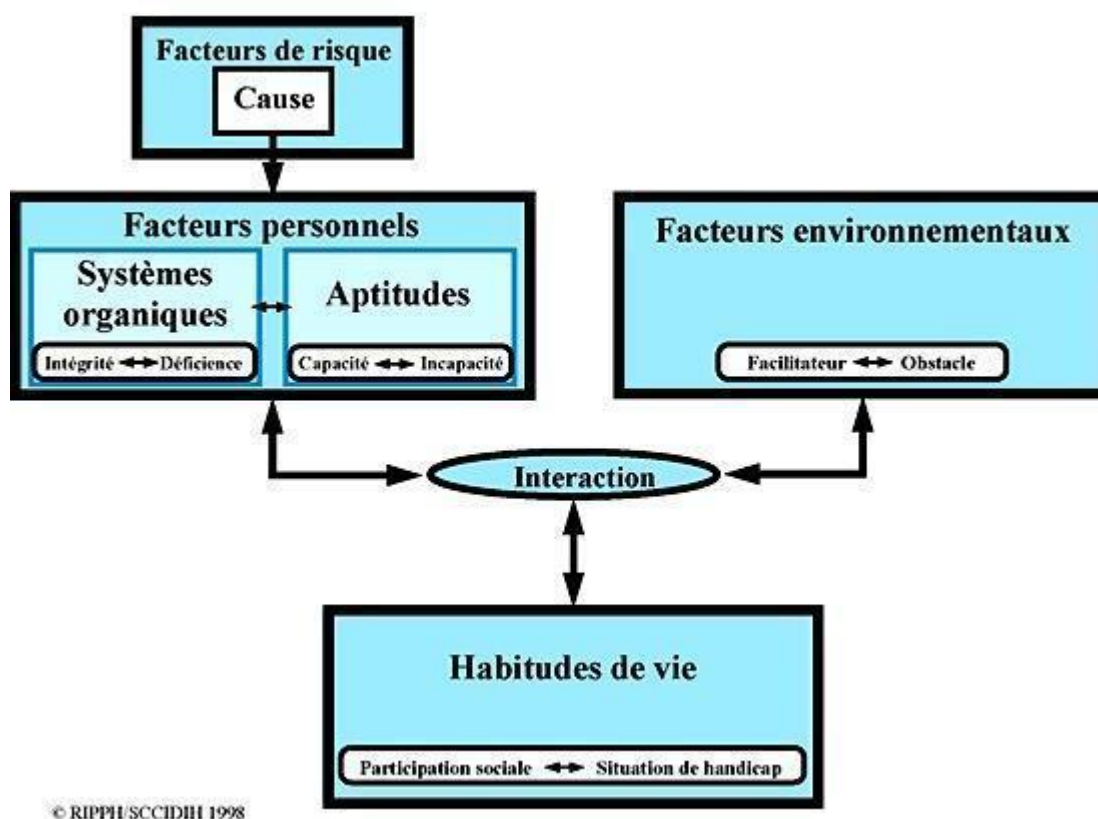 Facteurs de risque
Cause
Facteurs personnels
Systèmes
organiques
Intégrité
Déficience
Aptitudes
Capacité
Incapacité
Facteurs environnementaux
Facilitateur
Obstacle
Interaction
Habitudes de vie
Participation sociale
Situation de handicap
© RIPPH/SCCIDIH 1998